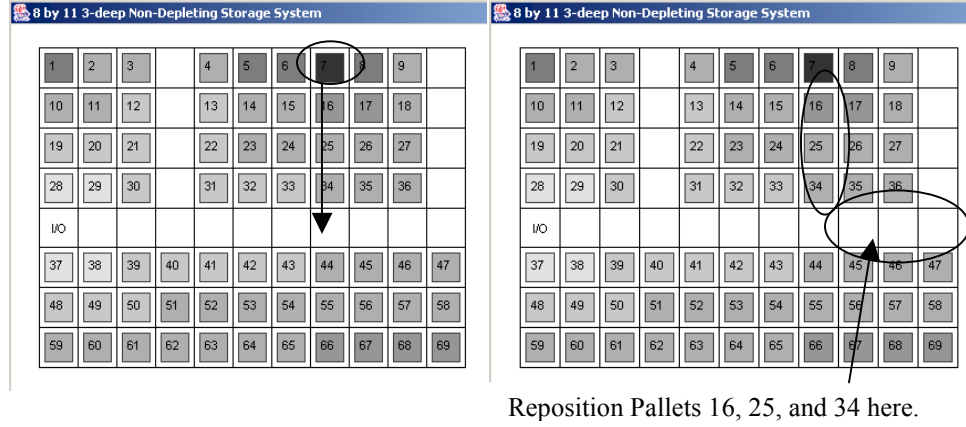 8 by 11 3-deep Non-Depleting Storage System
1 2 3 4 5 6 7 8 9
10 11 12 13 14 15 16 17 18
19 20 21 22 23 24 25 26 27
28 29 30 31 32 33 34 35 36
I/O
37 38 39 40 41 42 43 44 45 46 47
48 49 50 51 52 53 54 55 56 57 58
59 60 61 62 63 64 65 66 67 68 69
8 by 11 3-deep Non-Depleting Storage System
1 2 3 4 5 6 7 8 9
10 11 12 13 14 15 16 17 18
19 20 21 22 23 24 25 26 27
28 29 30 31 32 33 34 35 36
I/O
37 38 39 40 41 42 43 44 45 46 47
48 49 50 51 52 53 54 55 56 57 58
59 60 61 62 63 64 65 66 67 68 69
Reposition Pallets 16, 25, and 34 here.